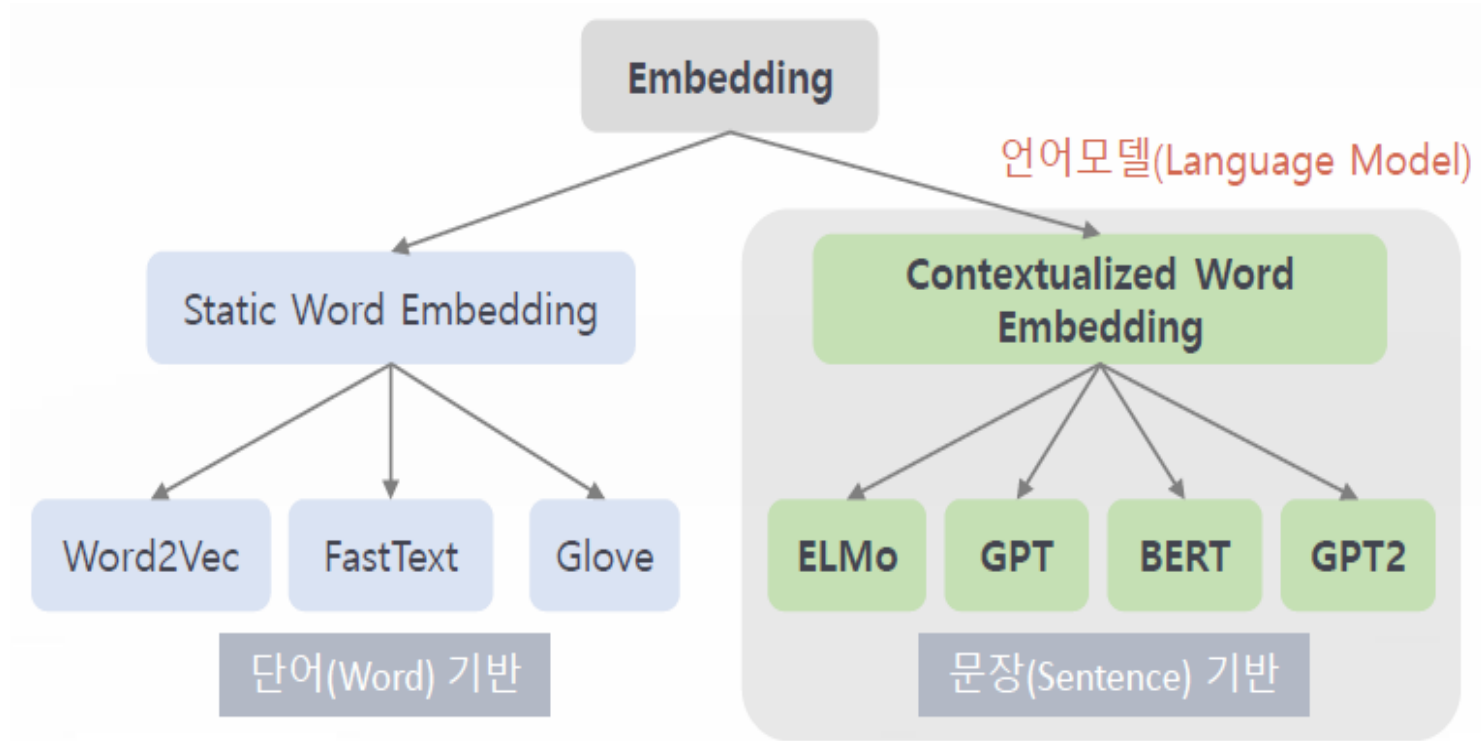 Embedding
언어모델(Language Model)
Static Word Embedding
Contextualized Word
Embedding
Word2Vec
FastText
Glove
ELMo
GPT
BERT
GPT2
단어(Word) 기반
문장(Sentence) 기반